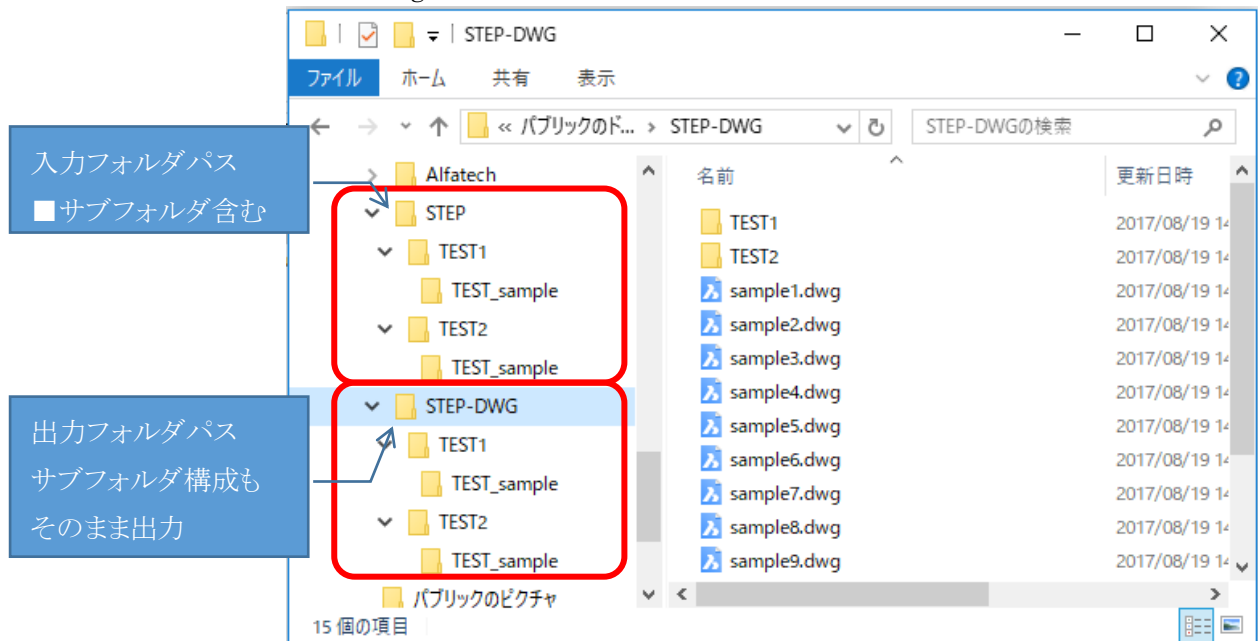 STEP-DWG
ファイル ホーム 共有 表示
« パブリックのド... › STEP-DWG
STEP-DWGの検索
入力フォルダパス
■サブフォルダ含む
出力フォルダパス
サブフォルダ構成も
そのまま出力
Alfatech
STEP
TEST1
TEST_sample
TEST2
TEST_sample
STEP-DWG
TEST1
TEST_sample
TEST2
TEST_sample
パブリックのピクチャ
名前 更新日時
TEST1 2017/08/19 14
TEST2 2017/08/19 14
sample1.dwg 2017/08/19 14
sample2.dwg 2017/08/19 14
sample3.dwg 2017/08/19 14
sample4.dwg 2017/08/19 14
sample5.dwg 2017/08/19 14
sample6.dwg 2017/08/19 14
sample7.dwg 2017/08/19 14
sample8.dwg 2017/08/19 14
sample9.dwg 2017/08/19 14
15 個の項目